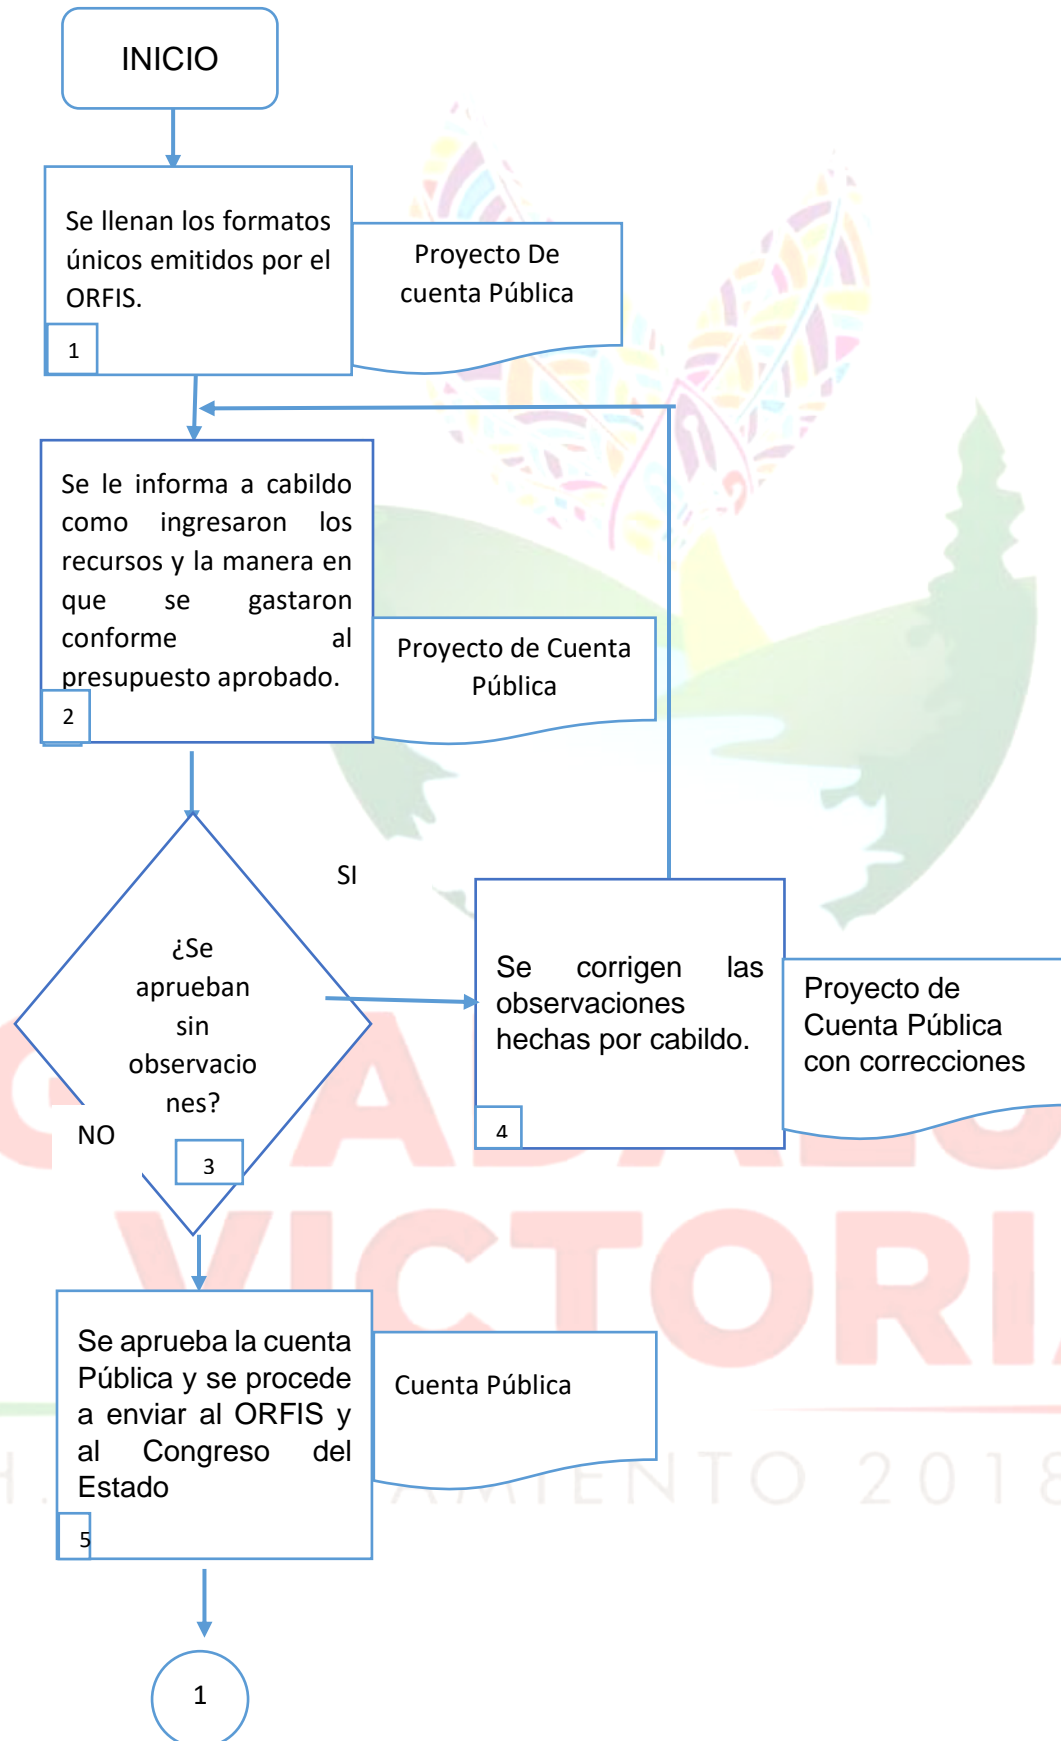 INICIO
Se llenan los formatos
únicos emitidos por el
ORFIS.
1
Proyecto De
cuenta Pública
Se le informa a cabildo
como ingresaron los
recursos y la manera en
que se gastaron
conforme al
presupuesto aprobado.
2
Proyecto de Cuenta
Pública
SI
¿Se
aprueban
sin
observacio
nes?
NO
3
Se corrigen las
observaciones
hechas por cabildo.
4
Proyecto de
Cuenta Pública
con correcciones
Se aprueba la cuenta
Pública y se procede
a enviar al ORFIS y
al Congreso del
Estado
5
Cuenta Pública
1
VICTORIA